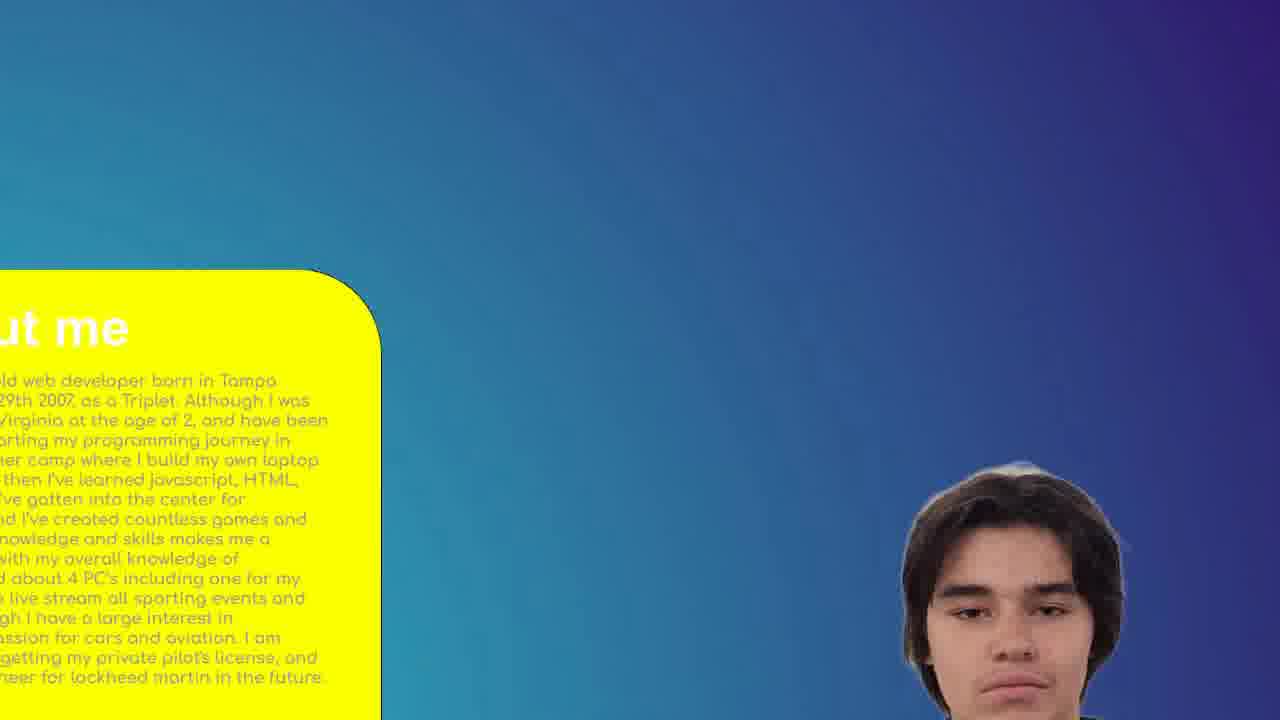 ut me
ld web developer born in Tampa
29th 2007, as a Triplet. Although I was
Virginia at the age of 2, and have been
arting my programming journey in
er camp where I build my own laptop
then I've learned javascript, HTML,
've gotten into the center for
nd I've created countless games and
nowledge and skills makes me a
with my overall knowledge of
d about 4 PC's including one for my
live stream all sporting events and
gh I have a large interest in
assion for cars and aviation. I am
getting my private pilot's license, and
neer for lockheed martin in the future.